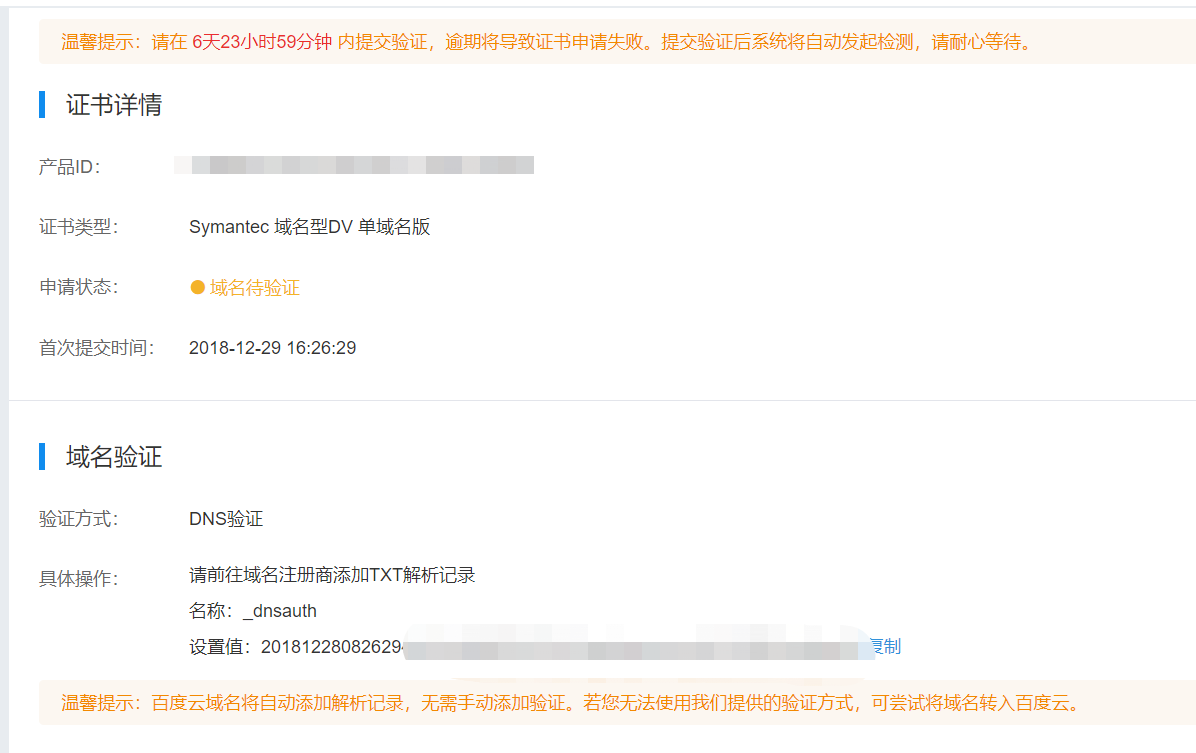 温馨提示：请在 6天23小时59分钟 内提交验证，逾期将导致证书申请失败。提交验证后系统将自动发起检测，请耐心等待。
证书详情
产品ID：
证书类型： Symantec 域名型DV 单域名版
申请状态： 域名待验证
首次提交时间： 2018-12-29 16:26:29
域名验证
验证方式： DNS验证
具体操作： 请前往域名注册商添加TXT解析记录
名称：_dnsauth
设置值：20181228082629 复制
温馨提示：百度云域名将自动添加解析记录，无需手动添加验证。若您无法使用我们提供的验证方式，可尝试将域名转入百度云。